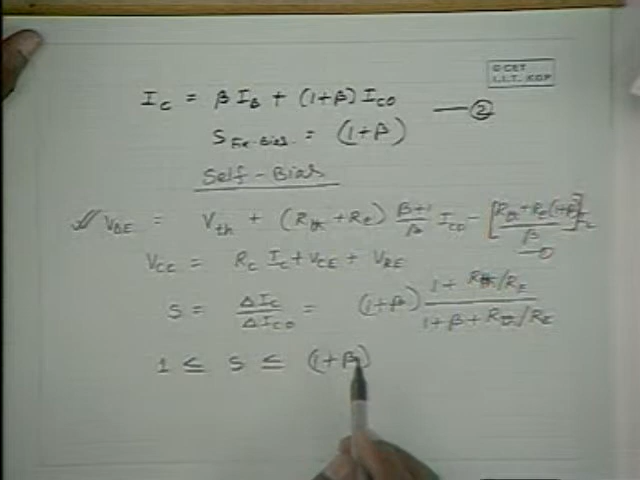 © CET
I.I.T. KGP
I_C = β I_B + (1+β) I_CO —— ②
S Fix-Bias. = (1+β)
Self-Bias
V_BE = V_th + (R_th + R_E) (β+1)/β I_CO - [R_th + R_E(1+β)]/β I_C
V_CC = R_C I_C + V_CE + V_RE
S = ΔI_C/ΔI_CO = (1+β) (1 + R_th/R_E)/(1+β+R_th/R_E)
1 ≤ S ≤ (1+β)